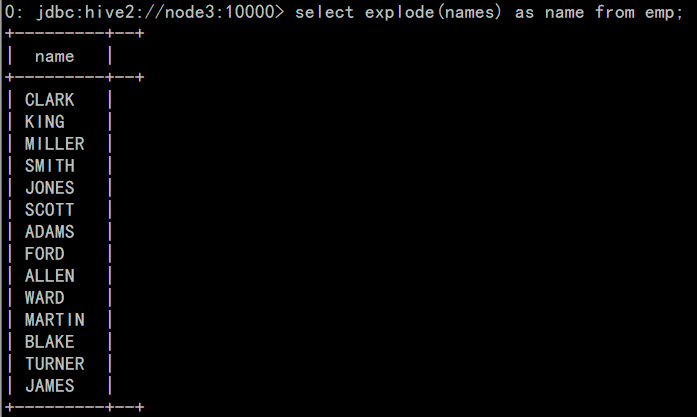 0: jdbc:hive2://node3:10000> select explode(names) as name from emp;
+---------+--+
|  name   |
+---------+--+
| CLARK   |
| KING    |
| MILLER  |
| SMITH   |
| JONES   |
| SCOTT   |
| ADAMS   |
| FORD    |
| ALLEN   |
| WARD    |
| MARTIN  |
| BLAKE   |
| TURNER  |
| JAMES   |
+---------+--+